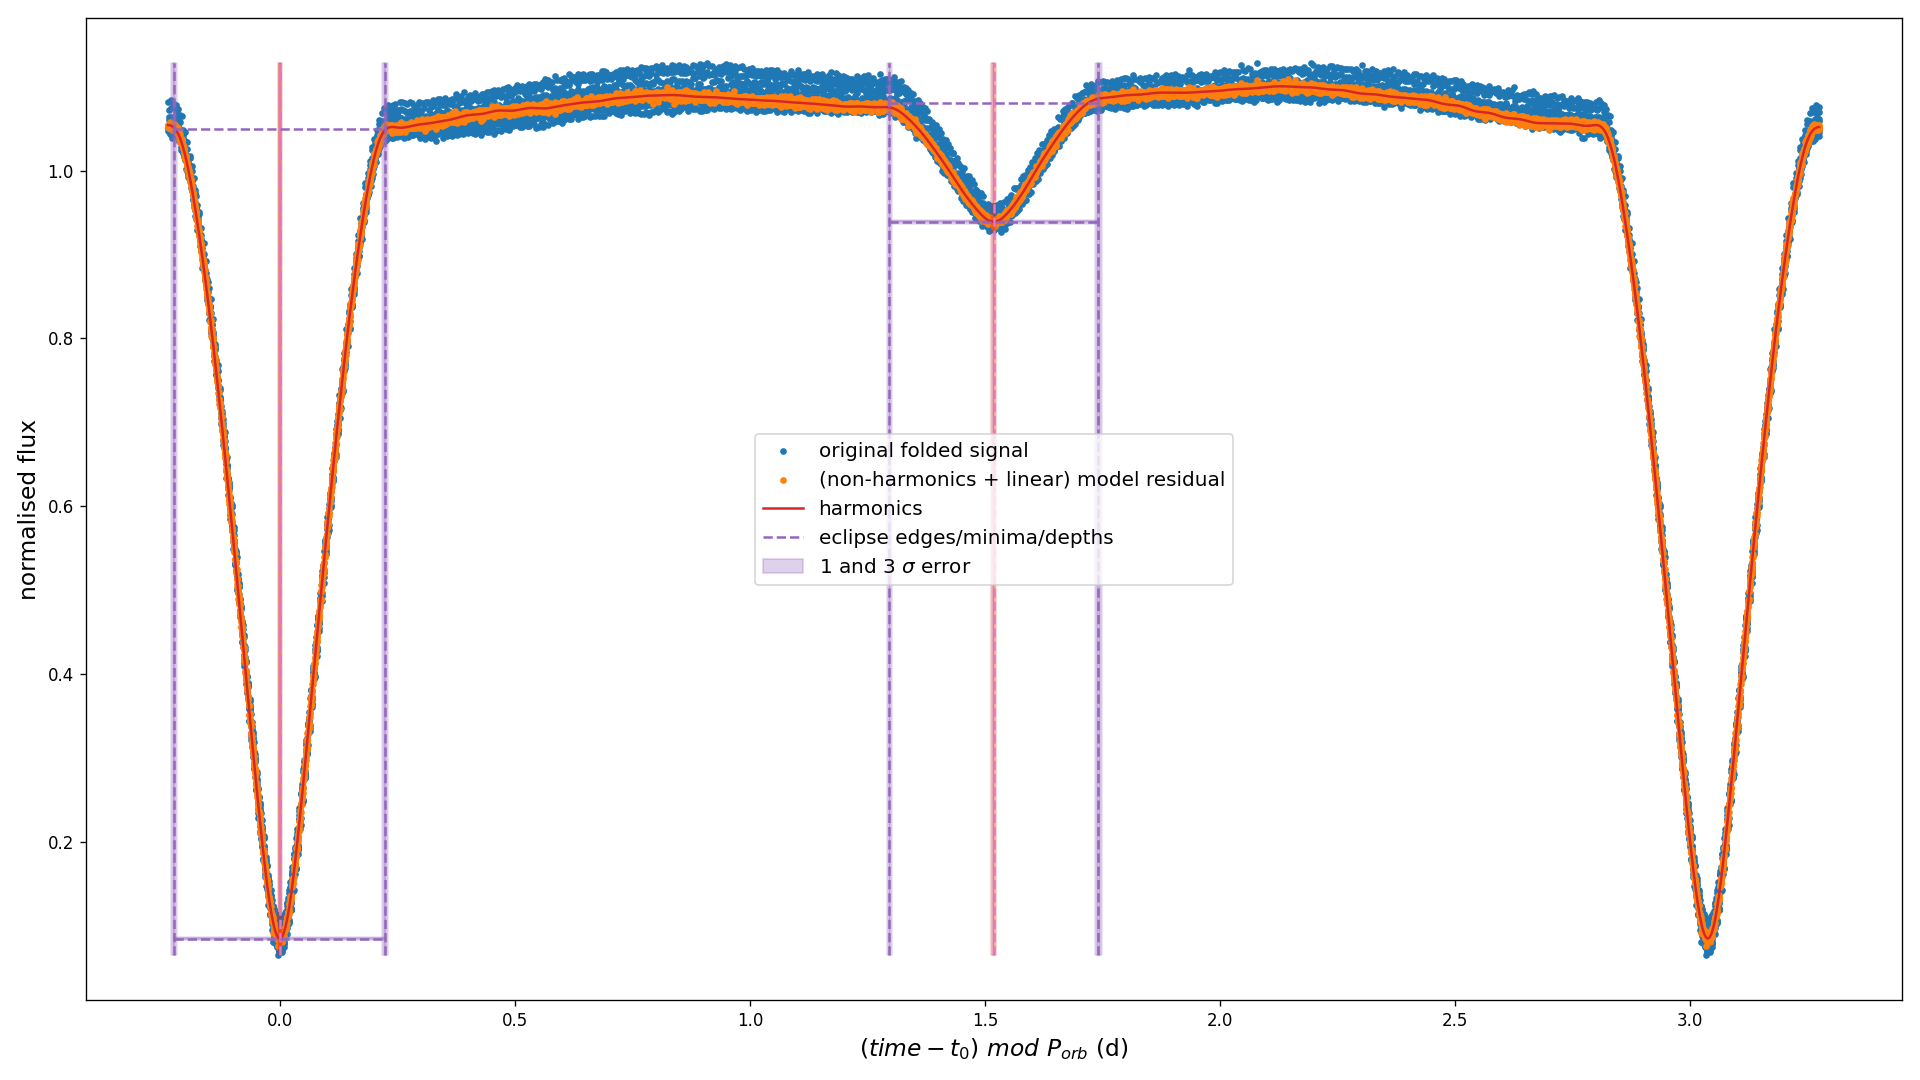 normalised flux
1.0
0.8
0.6
0.4
0.2
original folded signal
(non-harmonics + linear) model residual
harmonics
eclipse edges/minima/depths
1 and 3 σ error
0.0 0.5 1.0 1.5 2.0 2.5 3.0
(time − t₀) mod P_orb (d)